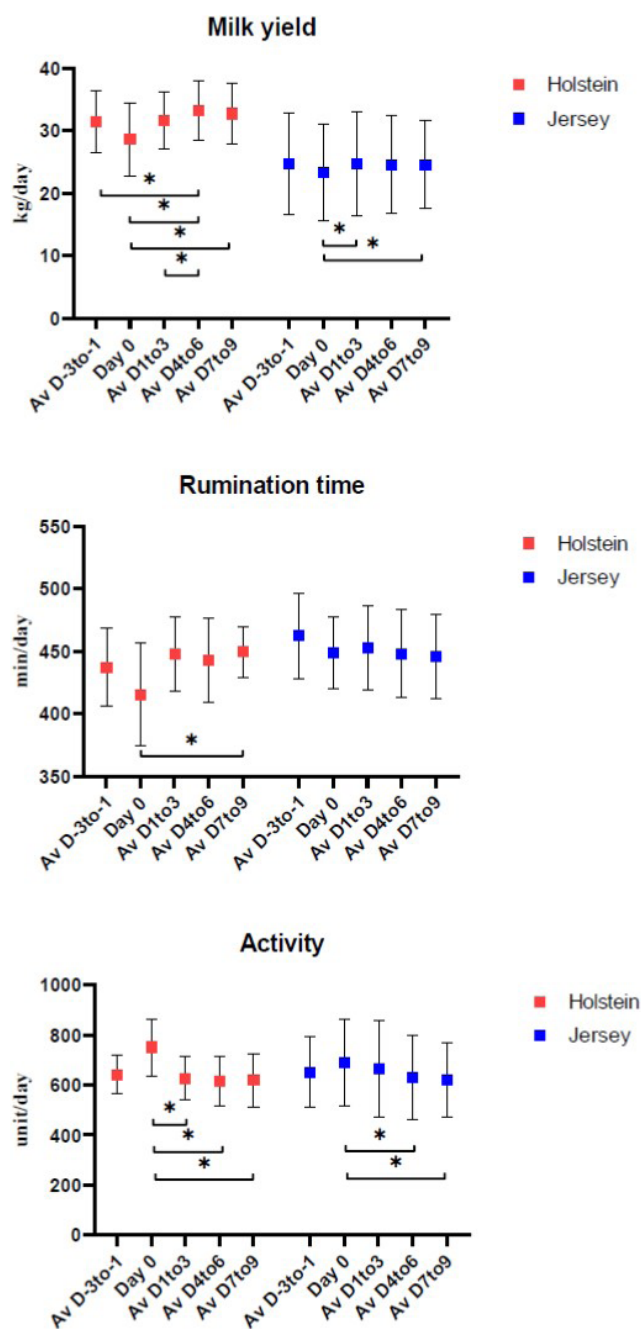 Milk yield
kg/day
40
30
20
10
0
* * * *
* *
Av D-3to-1 Day 0 Av D1to3 Av D4to6 Av D7to9
Av D-3to-1 Day 0 Av D1to3 Av D4to6 Av D7to9
Holstein
Jersey
Rumination time
min/day
550
500
450
400
350
*
Av D-3to-1 Day 0 Av D1to3 Av D4to6 Av D7to9
Av D-3to-1 Day 0 Av D1to3 Av D4to6 Av D7to9
Holstein
Jersey
Activity
unit/day
1000
800
600
400
200
0
* * *
* *
Av D-3to-1 Day 0 Av D1to3 Av D4to6 Av D7to9
Av D-3to-1 Day 0 Av D1to3 Av D4to6 Av D7to9
Holstein
Jersey